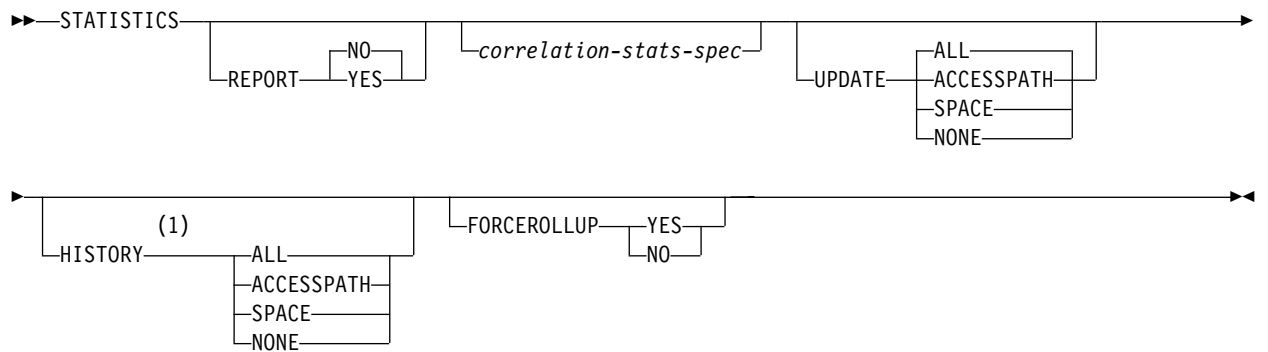 STATISTICS
REPORT
NO
YES
correlation-stats-spec
UPDATE
ALL
ACCESSPATH
SPACE
NONE
(1)
HISTORY
ALL
ACCESSPATH
SPACE
NONE
FORCEROLLUP
YES
NO